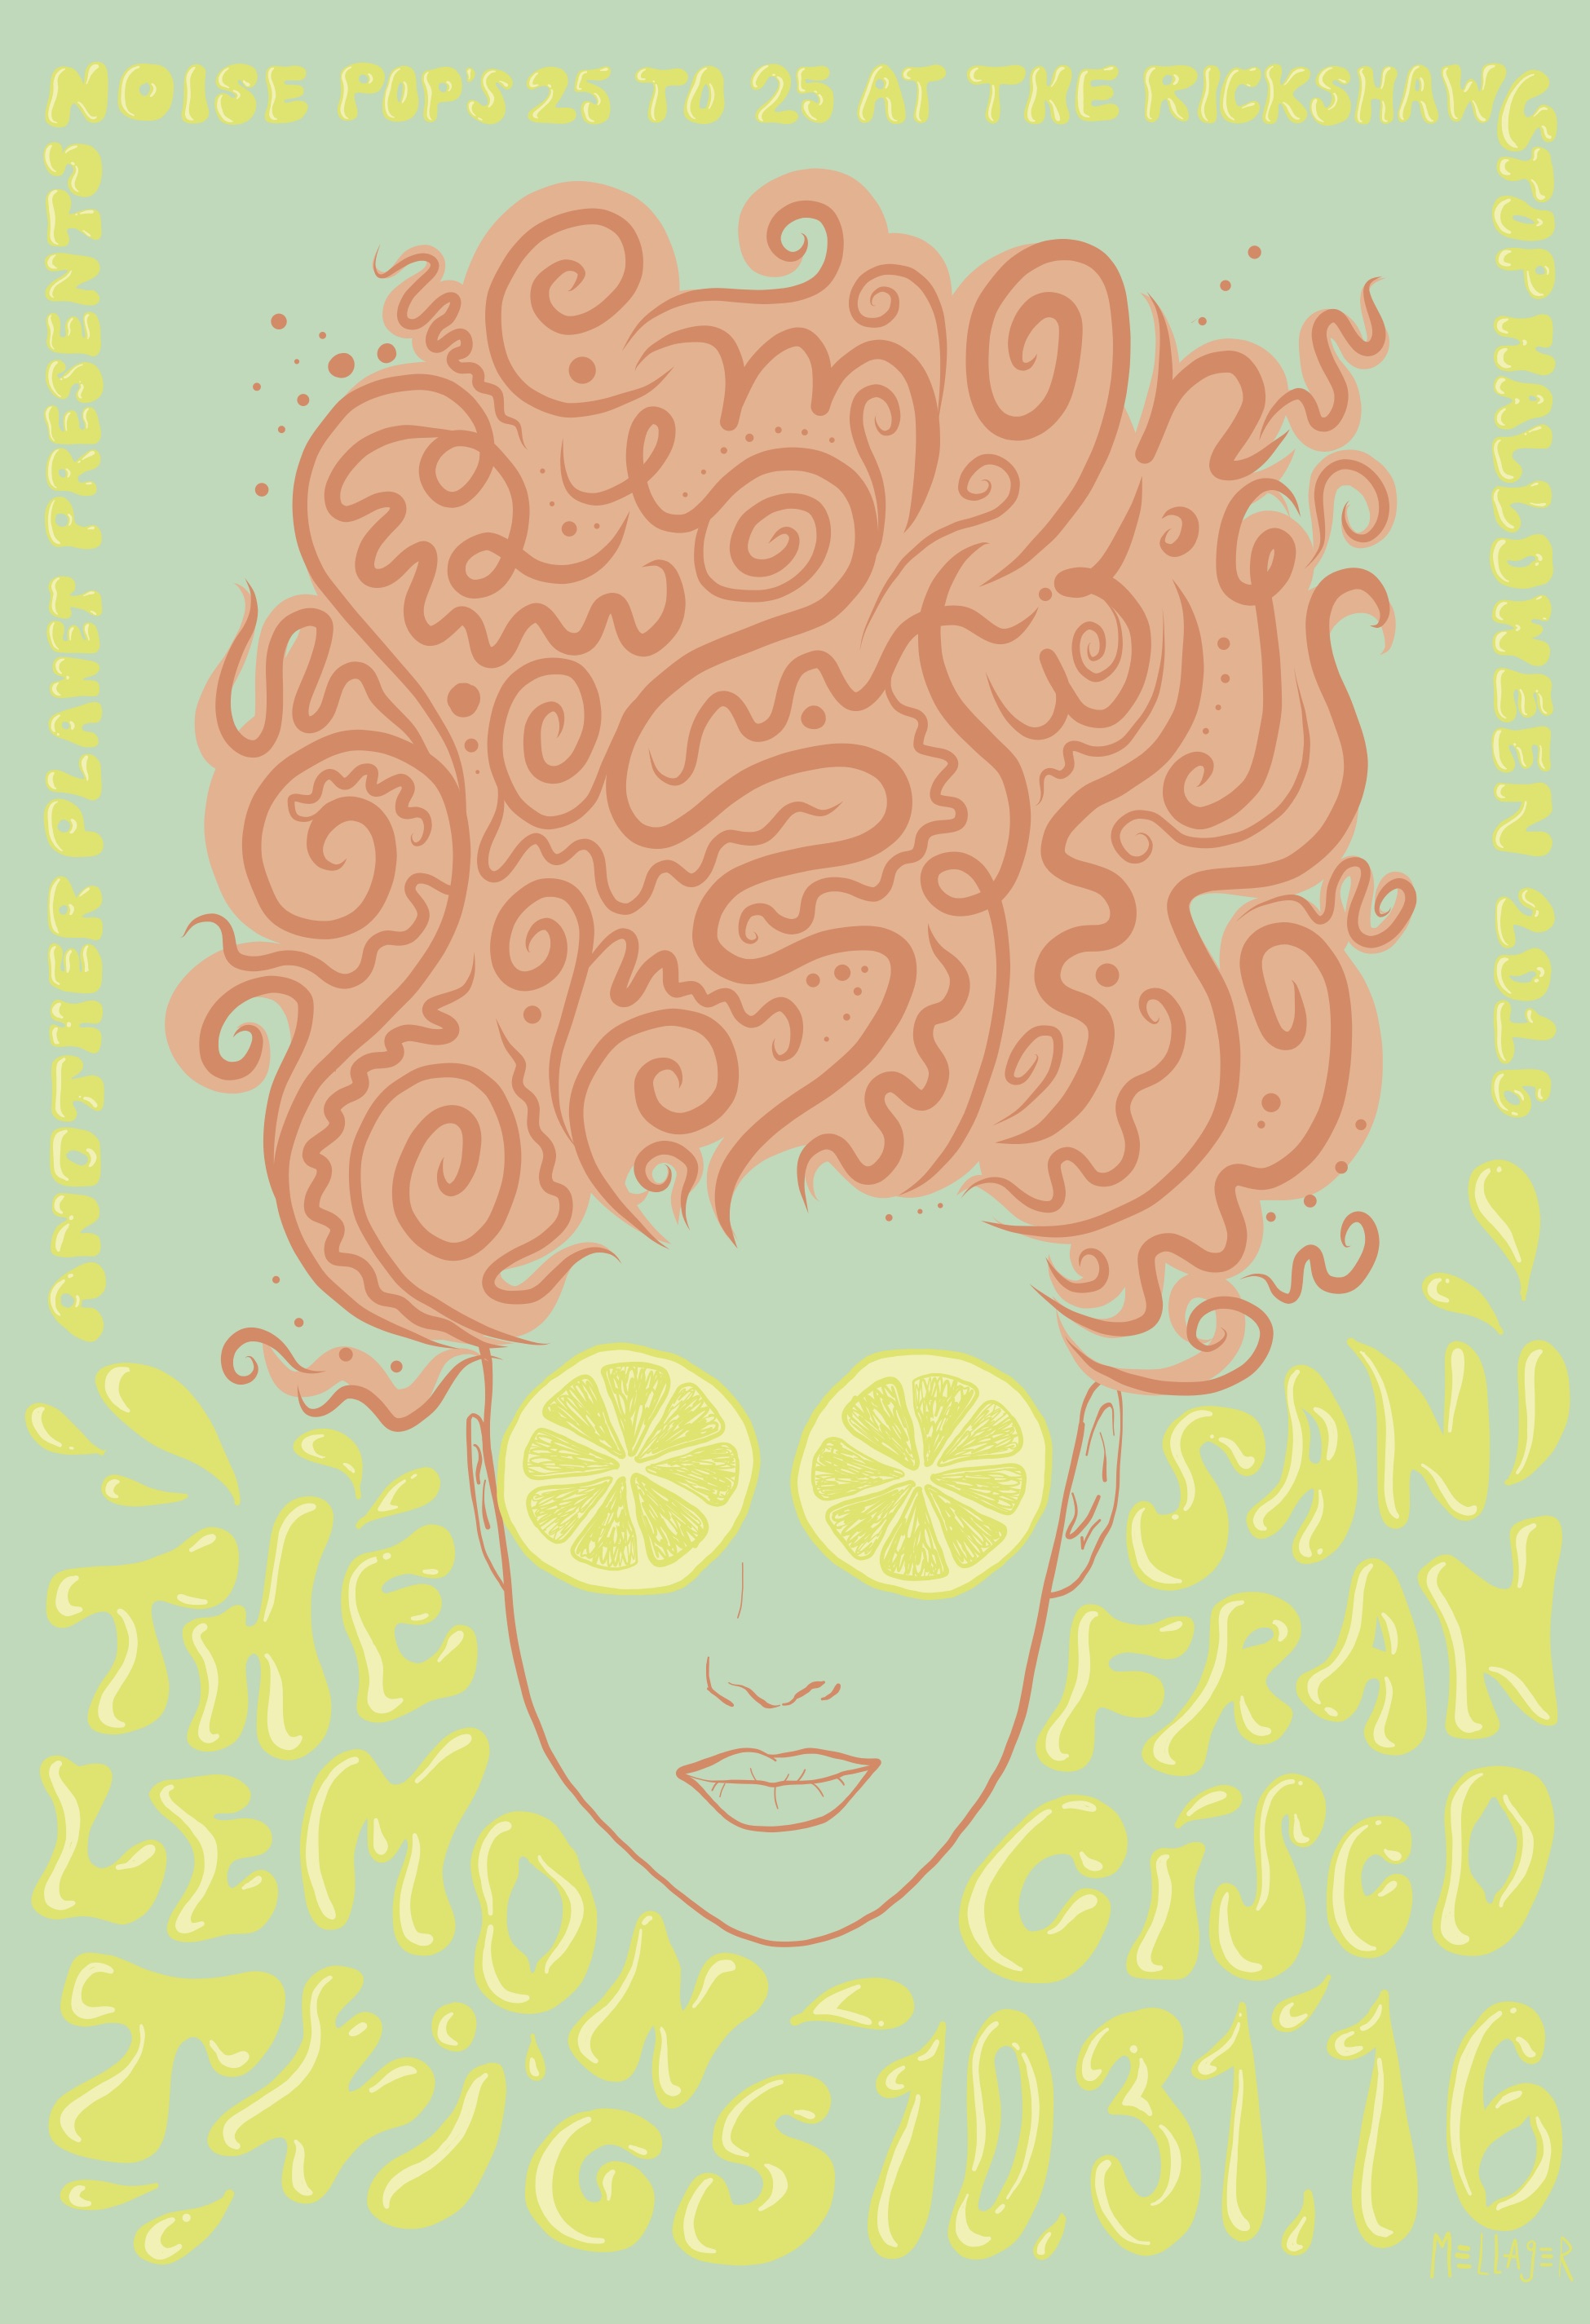 ANOTHER PLANET PRESENTS
NOISE POP'S 25 TO 25 AT THE RICKSHAW
STOP HALLOWEEN 2016
THE
LEMON
TWIGS
SAN
FRAN
CISCO
10.31.16
MELLAGER